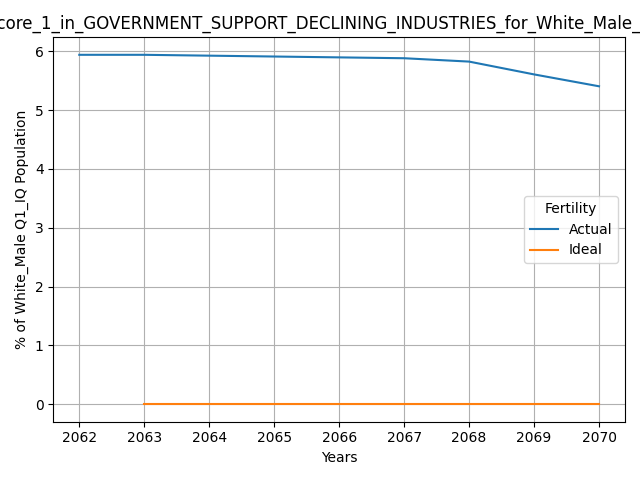 core_1_in_GOVERNMENT_SUPPORT_DECLINING_INDUSTRIES_for_White_Male_
% of White_Male Q1_IQ Population
6
5
4
3
2
1
0
Fertility
Actual
Ideal
2062 2063 2064 2065 2066 2067 2068 2069 2070
Years